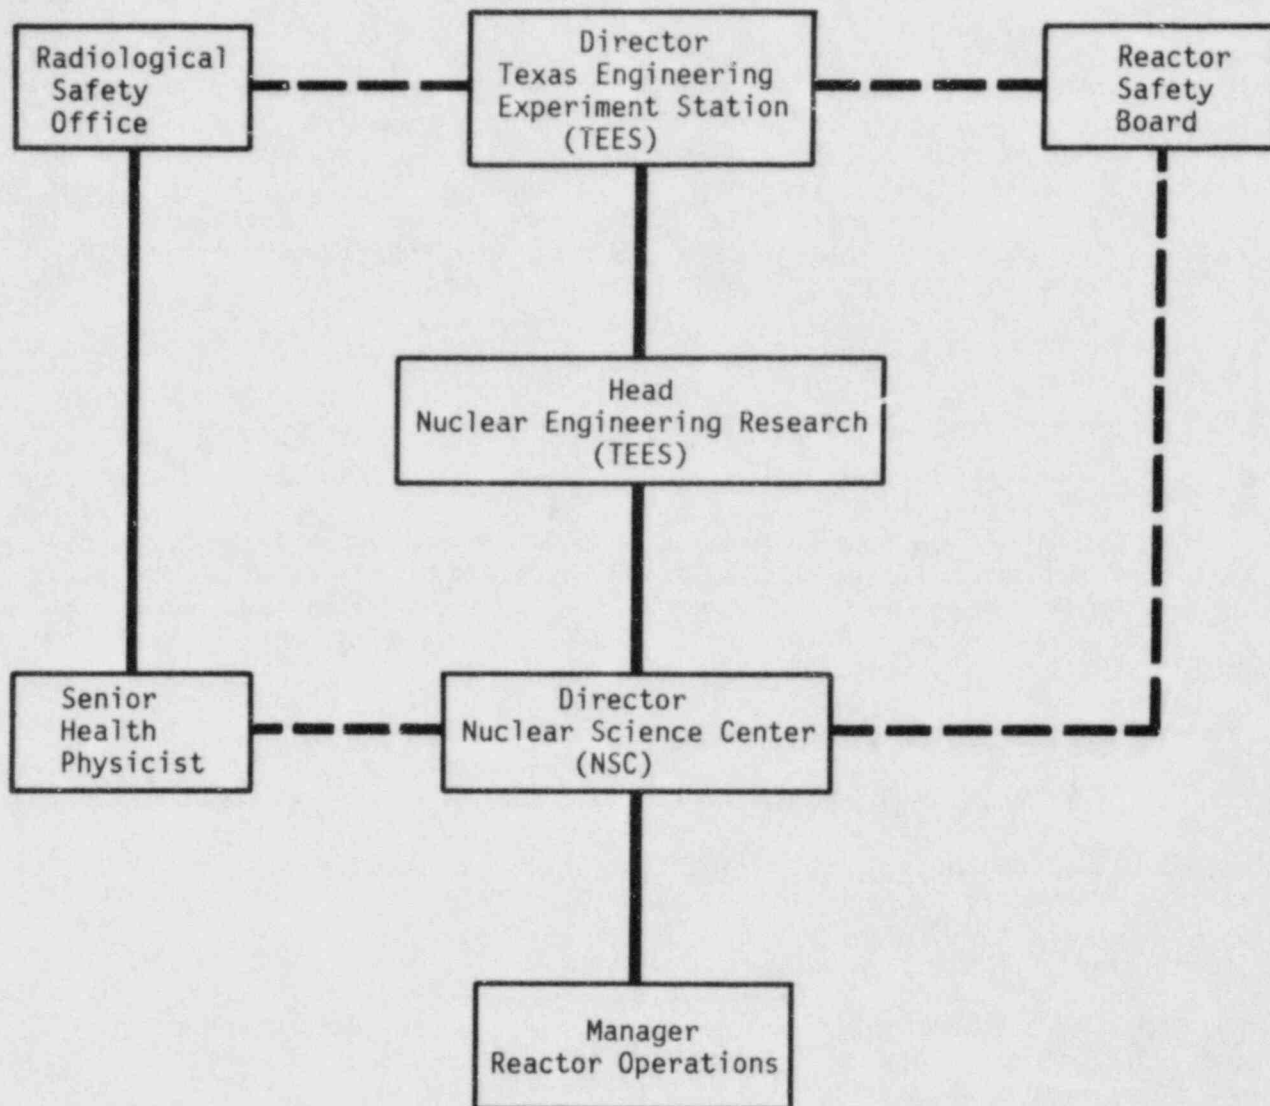 Radiological
Safety
Office
Director
Texas Engineering
Experiment Station
(TEES)
Reactor
Safety
Board
Head
Nuclear Engineering Research
(TEES)
Senior
Health
Physicist
Director
Nuclear Science Center
(NSC)
Manager
Reactor Operations